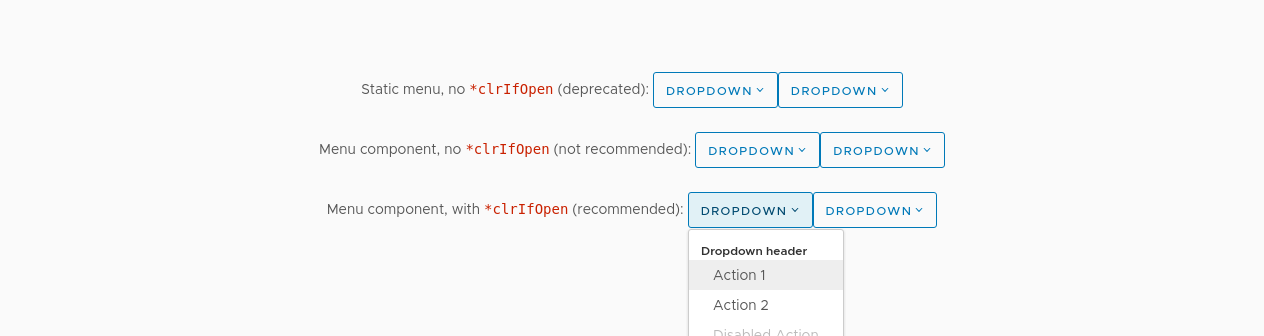 Static menu, no *clrIfOpen (deprecated): DROPDOWN DROPDOWN
Menu component, no *clrIfOpen (not recommended): DROPDOWN DROPDOWN
Menu component, with *clrIfOpen (recommended): DROPDOWN DROPDOWN
Dropdown header
Action 1
Action 2
Disabled Action